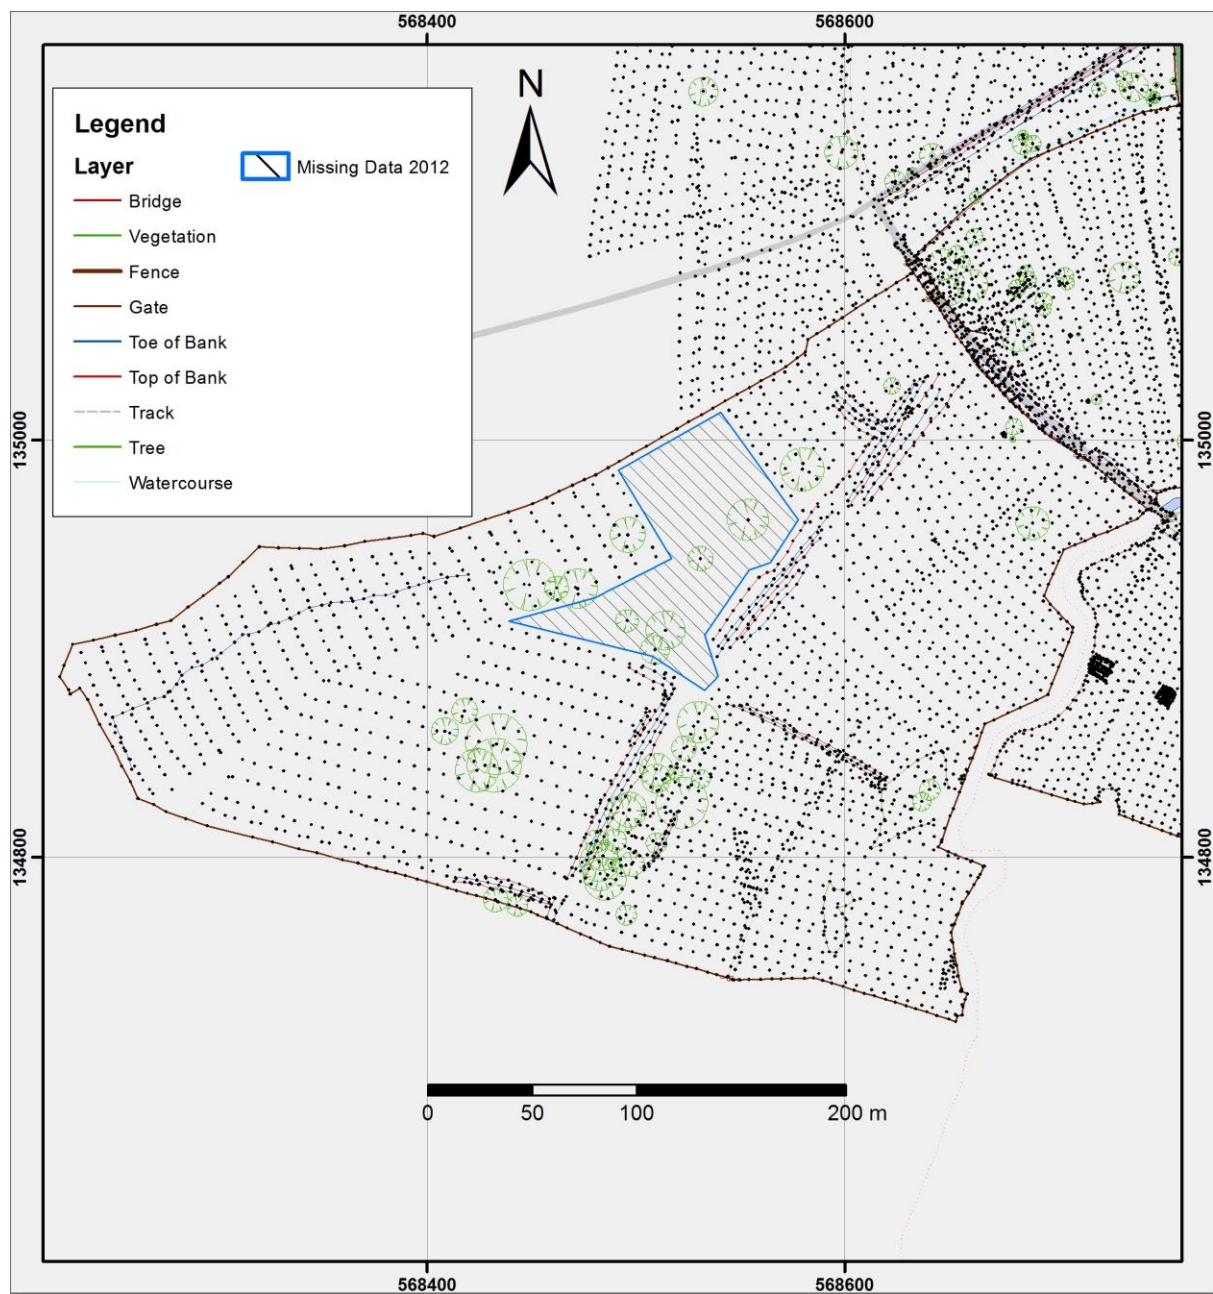 568400 568600
N
Legend
Layer
Missing Data 2012
Bridge
Vegetation
Fence
Gate
Toe of Bank
Top of Bank
Track
Tree
Watercourse
135000 135000
134800 134800
0 50 100 200 m
568400 568600